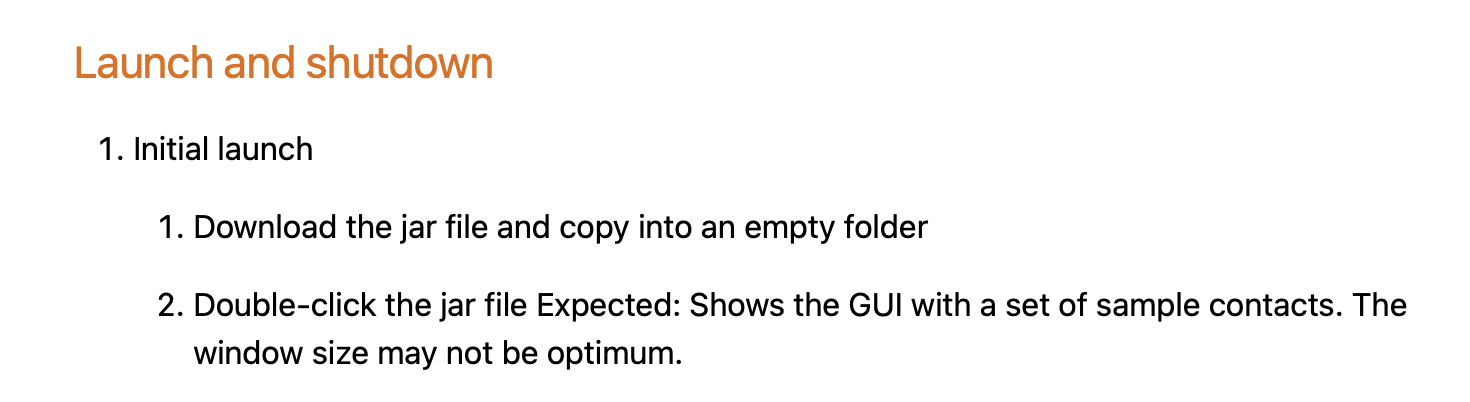 Launch and shutdown
1. Initial launch
1. Download the jar file and copy into an empty folder
2. Double-click the jar file Expected: Shows the GUI with a set of sample contacts. The
window size may not be optimum.